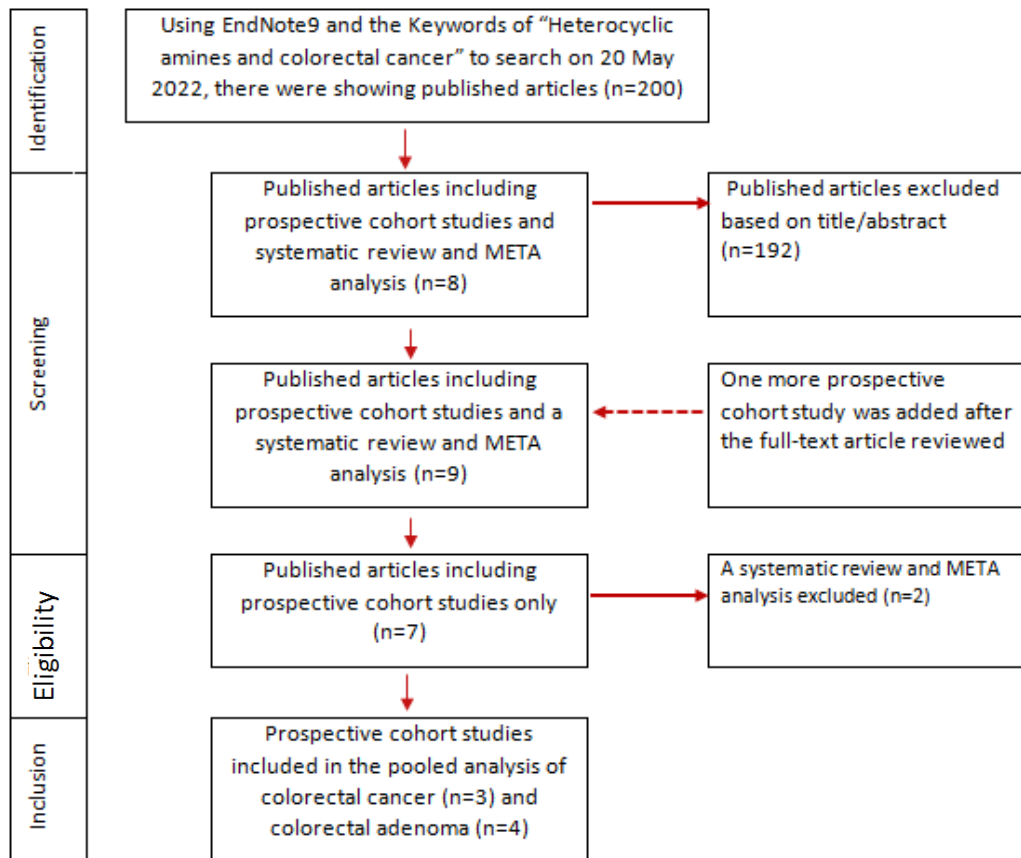 Identification
Using EndNote9 and the Keywords of “Heterocyclic
amines and colorectal cancer” to search on 20 May
2022, there were showing published articles (n=200)
Screening
Published articles including
prospective cohort studies and
systematic review and META
analysis (n=8)
Published articles excluded
based on title/abstract
(n=192)
Published articles including
prospective cohort studies and a
systematic review and META
analysis (n=9)
One more prospective
cohort study was added after
the full-text article reviewed
Eligibility
Published articles including
prospective cohort studies only
(n=7)
A systematic review and META
analysis excluded (n=2)
Inclusion
Prospective cohort studies
included in the pooled analysis of
colorectal cancer (n=3) and
colorectal adenoma (n=4)